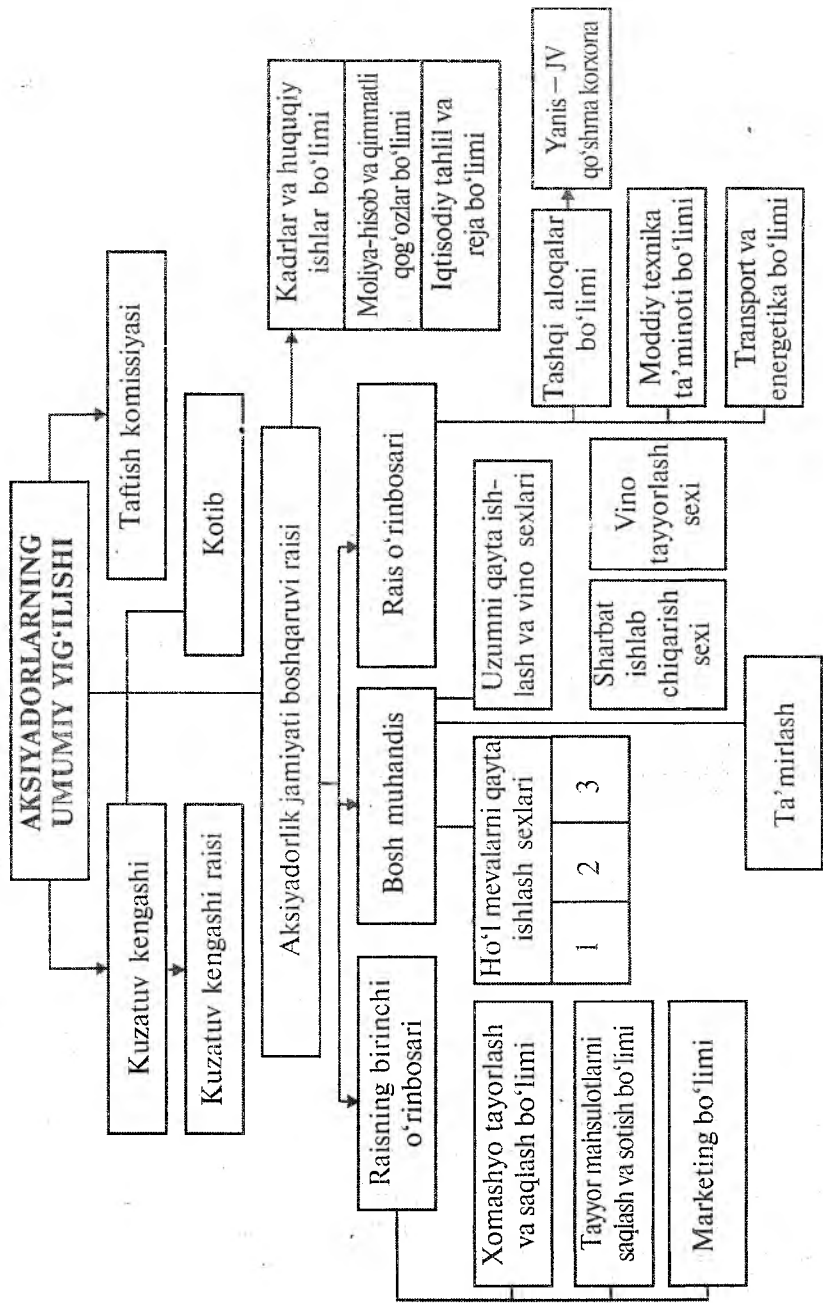 AKSIYADORLARNING
UMUMIY YIG‘ILISHI
Kuzatuv kengashi
Taftish komissiyasi
Kuzatuv kengashi raisi
Kotib
Aksiyadorlik jamiyati boshqaruvi raisi
Kadrlar va huquqiy
ishlar bo‘limi
Moliya-hisob va qimmatli
qog‘ozlar bo‘limi
Iqtisodiy tahlil va
reja bo‘limi
Raisning birinchi
o‘rinbosari
Bosh muhandis
Rais o‘rinbosari
Xomashyo tayorlash
va saqlash bo‘limi
Tayyor mahsulotlarni
saqlash va sotish bo‘limi
Marketing bo‘limi
Ho‘l mevalarni qayta
ishlash sexlari
1 2 3
Uzumni qayta ish-
lash va vino sexlari
Sharbat
ishlab
chiqarish
sexi
Vino
tayyorlash
sexi
Ta’mirlash
Tashqi aloqalar
bo‘limi
Yanis – JV
qo‘shma korxona
Moddiy texnika
ta’minoti bo‘limi
Transport va
energetika bo‘limi